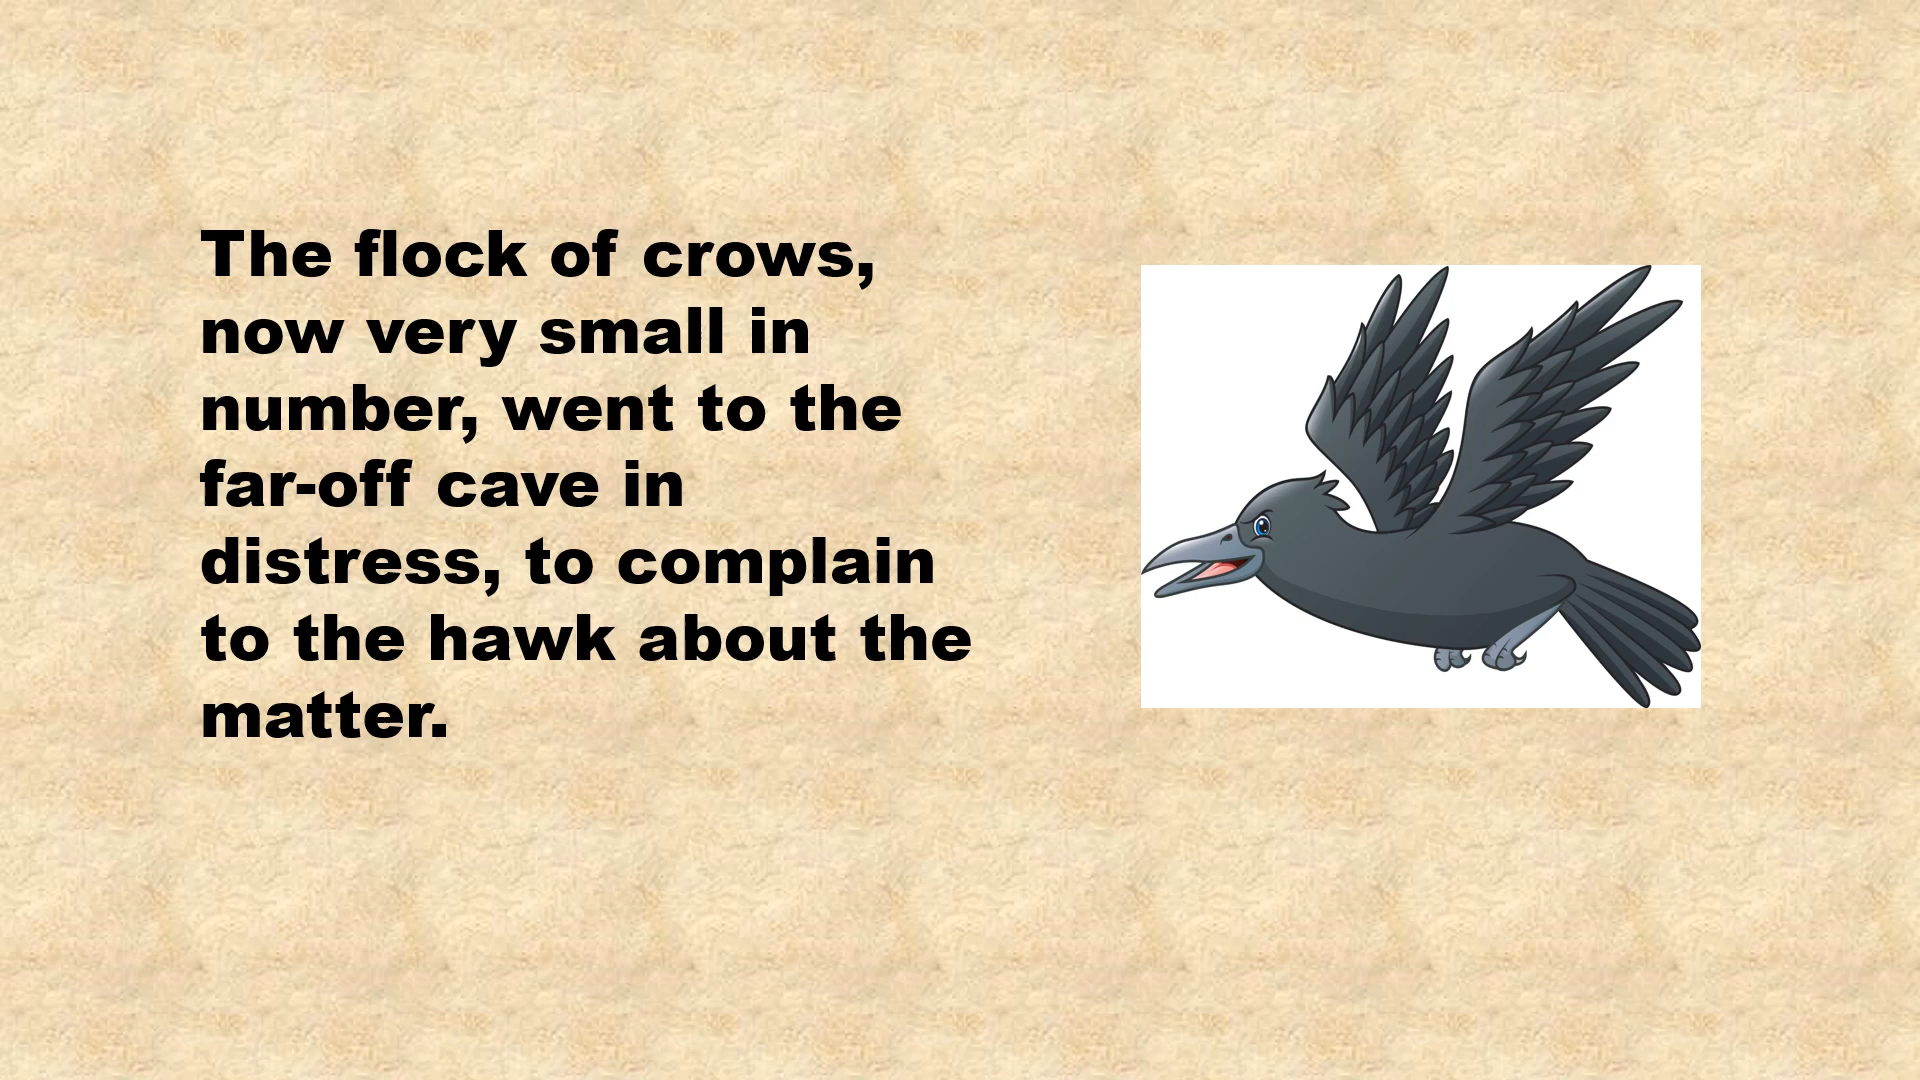 The flock of crows,
now very small in
number, went to the
far-off cave in
distress, to complain
to the hawk about the
matter.